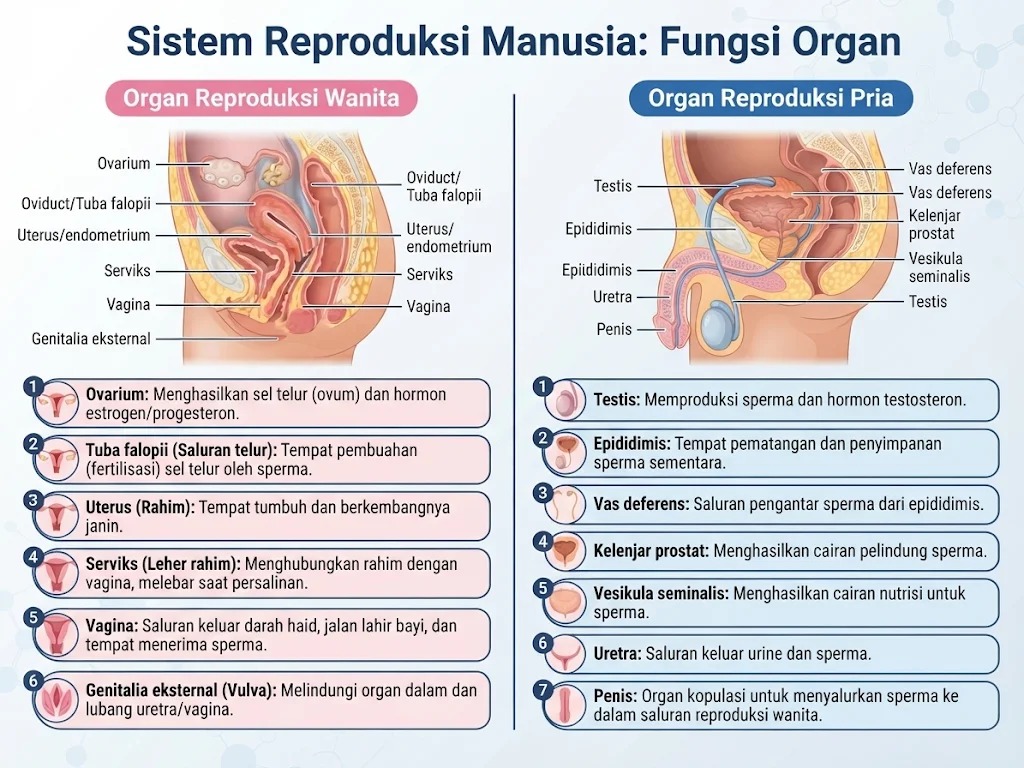 Sistem Reproduksi Manusia: Fungsi Organ
Organ Reproduksi Wanita
Ovarium
Oviduct/Tuba falopii
Uterus/endometrium
Serviks
Vagina
Genitalia eksternal
Oviduct/
Tuba falopii
Uterus/
endometrium
Serviks
Vagina
1
Ovarium: Menghasilkan sel telur (ovum) dan hormon
estrogen/progesteron.
2
Tuba falopii (Saluran telur): Tempat pembuahan
(fertilisasi) sel telur oleh sperma.
3
Uterus (Rahim): Tempat tumbuh dan berkembangnya
janin.
4
Serviks (Leher rahim): Menghubungkan rahim dengan
vagina, melebar saat persalinan.
5
Vagina: Saluran keluar darah haid, jalan lahir bayi, dan
tempat menerima sperma.
6
Genitalia eksternal (Vulva): Melindungi organ dalam dan
lubang uretra/vagina.
Organ Reproduksi Pria
Testis
Epididimis
Epiididimis
Uretra
Penis
Vas deferens
Vas deferens
Kelenjar
prostat
Vesikula
seminalis
Testis
1
Testis: Memproduksi sperma dan hormon testosteron.
2
Epididimis: Tempat pematangan dan penyimpanan
sperma sementara.
3
Vas deferens: Saluran pengantar sperma dari epididimis.
4
Kelenjar prostat: Menghasilkan cairan pelindung sperma.
5
Vesikula seminalis: Menghasilkan cairan nutrisi untuk
sperma.
6
Uretra: Saluran keluar urine dan sperma.
7
Penis: Organ kopulasi untuk menyalurkan sperma ke
dalam saluran reproduksi wanita.